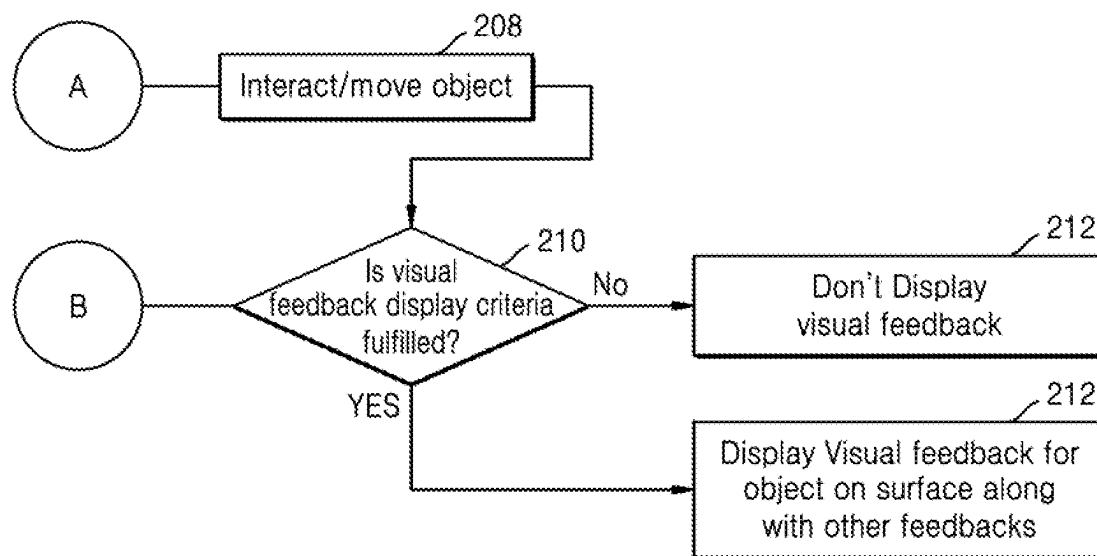 208
A
Interact/move object
210
B
Is visual
feedback display criteria
fulfilled?
No
212
Don't Display
visual feedback
YES
212
Display Visual feedback for
object on surface along
with other feedbacks